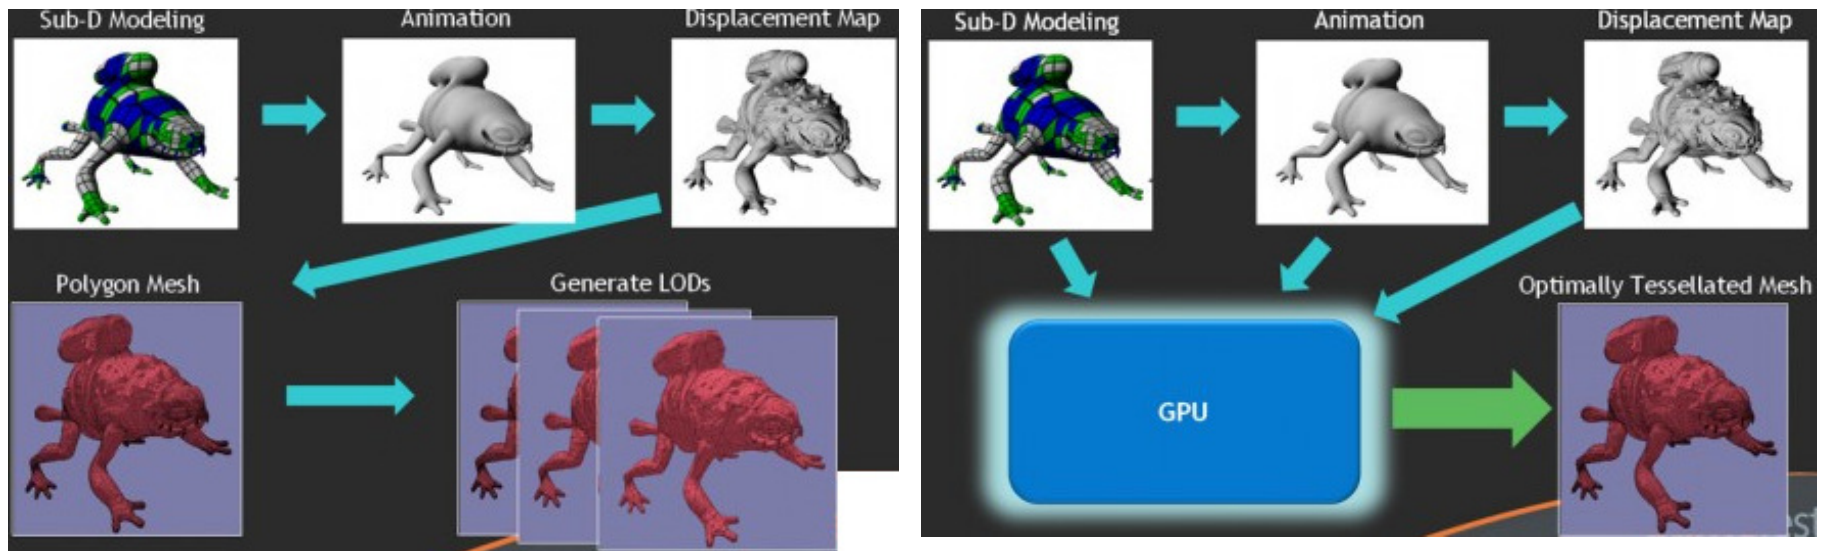 Sub-D Modeling
Animation
Displacement Map
Polygon Mesh
Generate LODs
Sub-D Modeling
Animation
Displacement Map
Optimally Tessellated Mesh
GPU